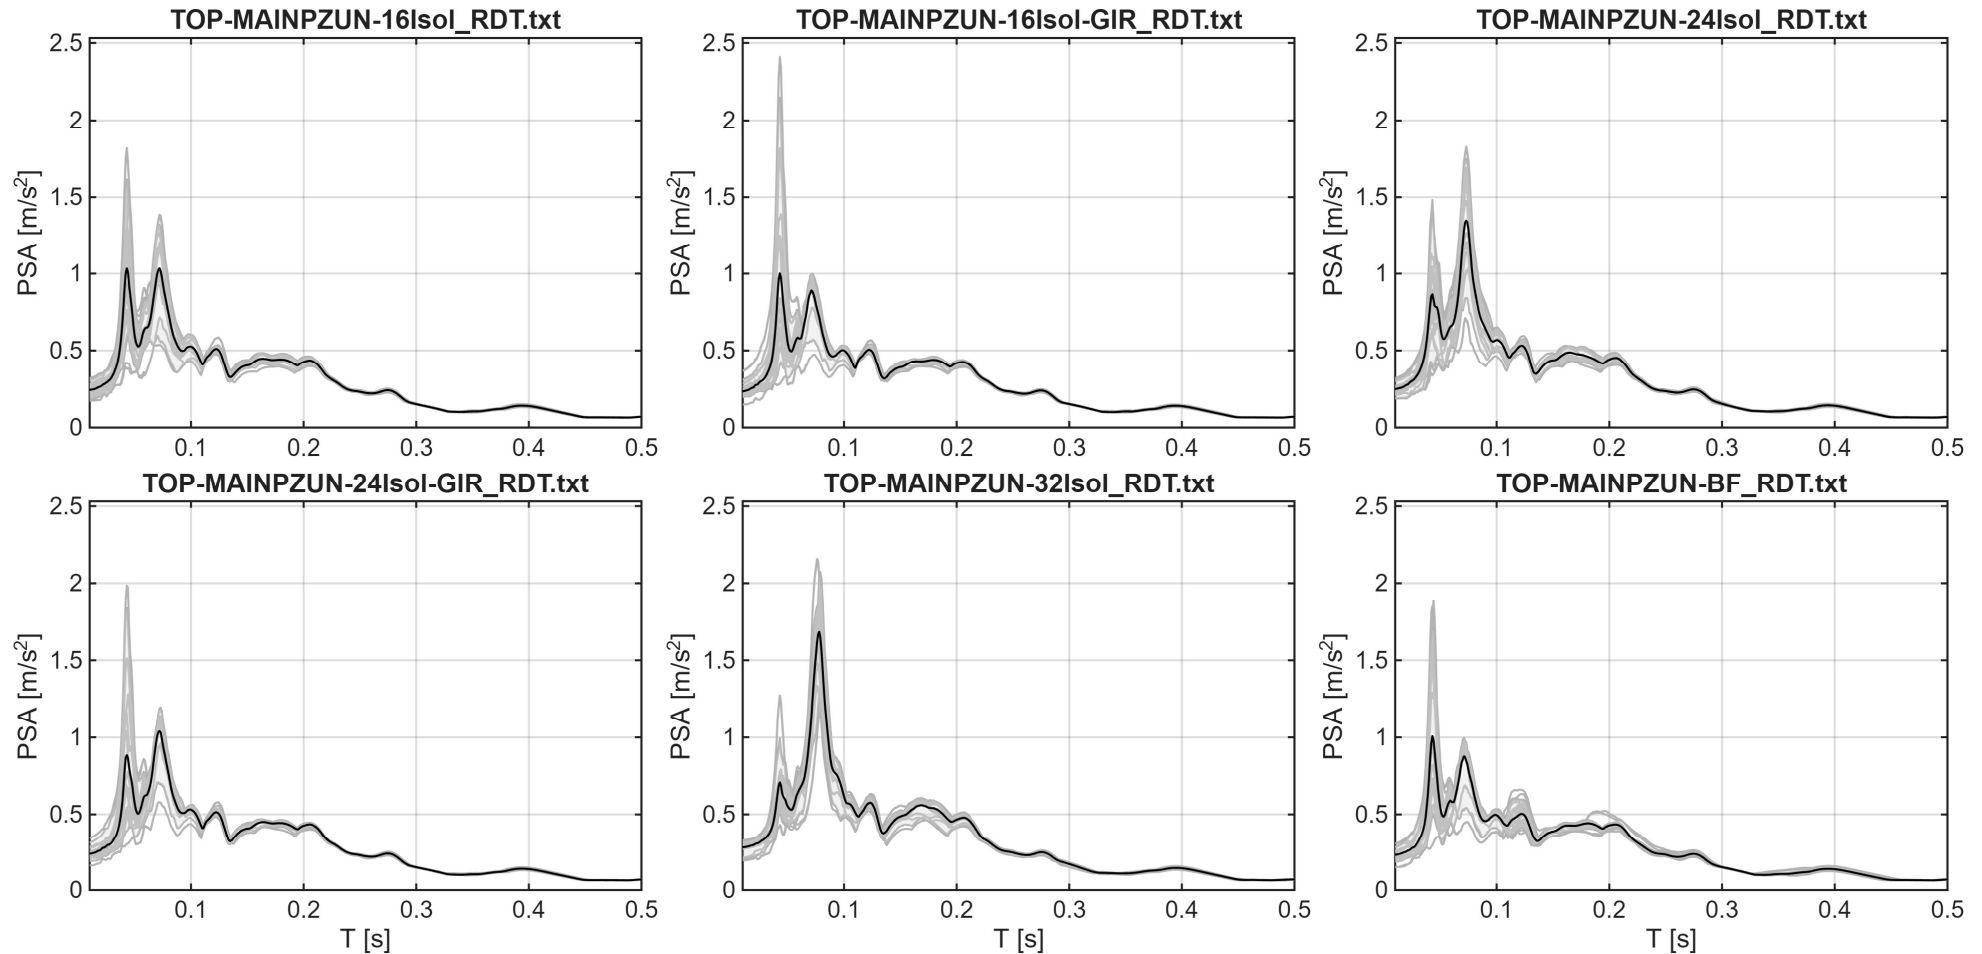 TOP-MAINPZUN-16Isol_RDT.txt
2.5
2
1.5
1
0.5
0
PSA [m/s2]
0.1 0.2 0.3 0.4 0.5
TOP-MAINPZUN-16Isol-GIR_RDT.txt
2.5
2
1.5
1
0.5
0
PSA [m/s2]
0.1 0.2 0.3 0.4 0.5
TOP-MAINPZUN-24Isol_RDT.txt
2.5
2
1.5
1
0.5
0
PSA [m/s2]
0.1 0.2 0.3 0.4 0.5
TOP-MAINPZUN-24Isol-GIR_RDT.txt
2.5
2
1.5
1
0.5
0
PSA [m/s2]
0.1 0.2 0.3 0.4 0.5
T [s]
TOP-MAINPZUN-32Isol_RDT.txt
2.5
2
1.5
1
0.5
0
PSA [m/s2]
0.1 0.2 0.3 0.4 0.5
T [s]
TOP-MAINPZUN-BF_RDT.txt
2.5
2
1.5
1
0.5
0
PSA [m/s2]
0.1 0.2 0.3 0.4 0.5
T [s]